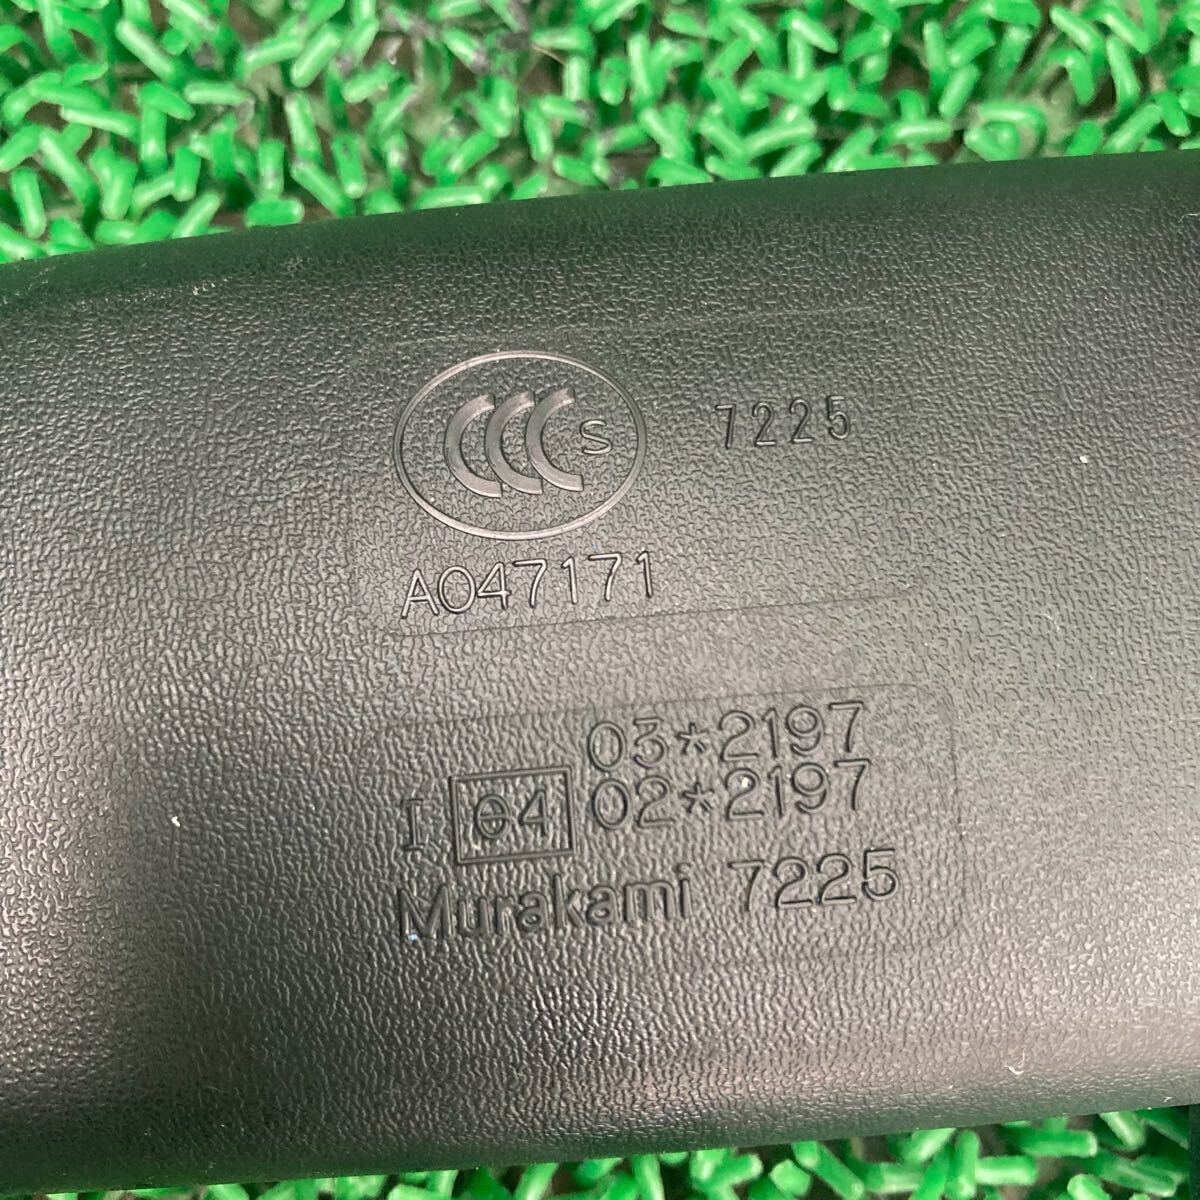 CCC S 7225
A047171
03*2197
I e4 02*2197
Murakami 7225